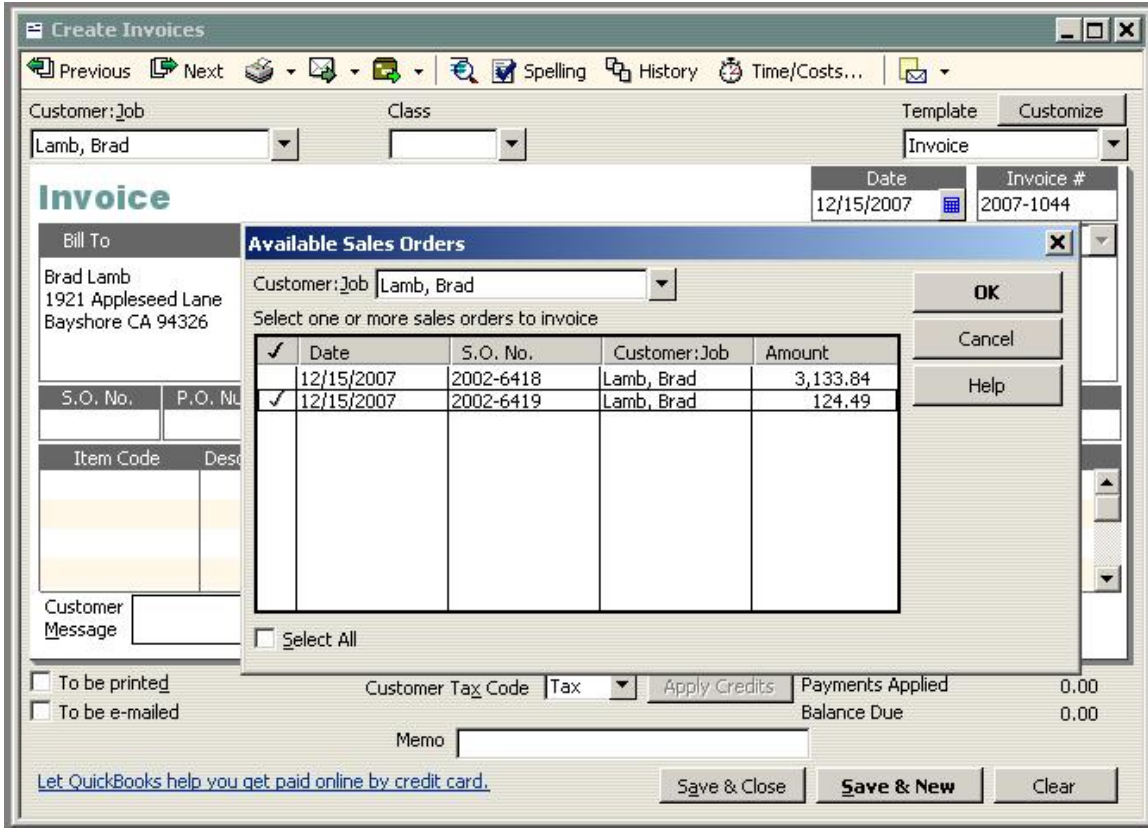 Create Invoices
Previous Next Spelling History Time/Costs...
Customer:Job Class Template Customize
Lamb, Brad Invoice
Invoice Date Invoice #
12/15/2007 2007-1044
Bill To
Brad Lamb
1921 Appleseed Lane
Bayshore CA 94326
S.O. No. P.O. Nu
Item Code Desc
Available Sales Orders
Customer:Job Lamb, Brad OK
Select one or more sales orders to invoice
Cancel
✓ Date S.O. No. Customer:Job Amount
12/15/2007 2002-6418 Lamb, Brad 3,133.84
Help
✓ 12/15/2007 2002-6419 Lamb, Brad 124.49
Select All
Customer
Message
To be printed Customer Tax Code Tax Apply Credits Payments Applied 0.00
To be e-mailed Balance Due 0.00
Memo
Let QuickBooks help you get paid online by credit card. Save & Close Save & New Clear